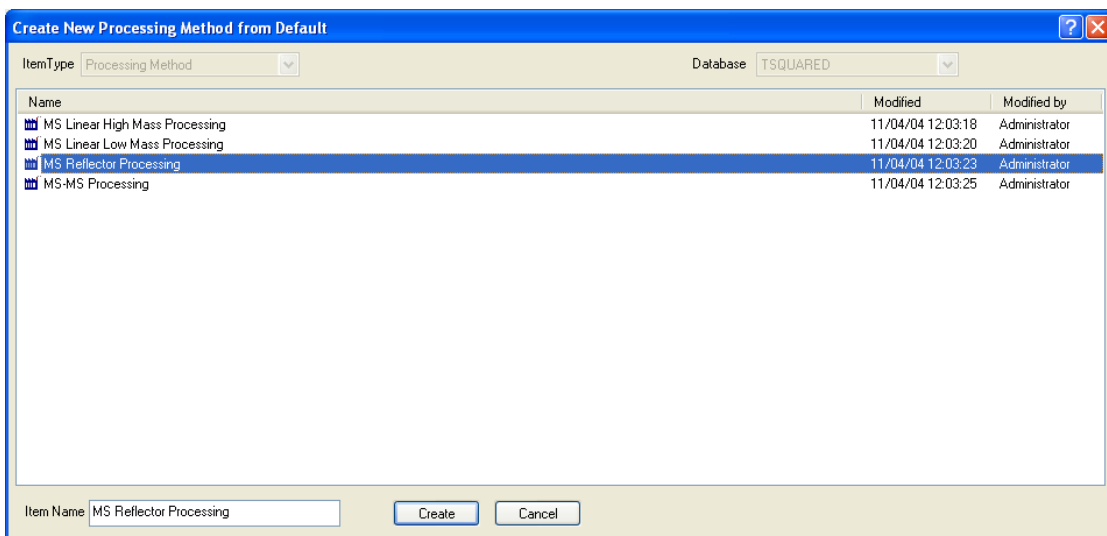 Create New Processing Method from Default
ItemType Processing Method Database TSQUARED
Name Modified Modified by
MS Linear High Mass Processing 11/04/04 12:03:18 Administrator
MS Linear Low Mass Processing 11/04/04 12:03:20 Administrator
MS Reflector Processing 11/04/04 12:03:23 Administrator
MS-MS Processing 11/04/04 12:03:25 Administrator
Item Name MS Reflector Processing Create Cancel